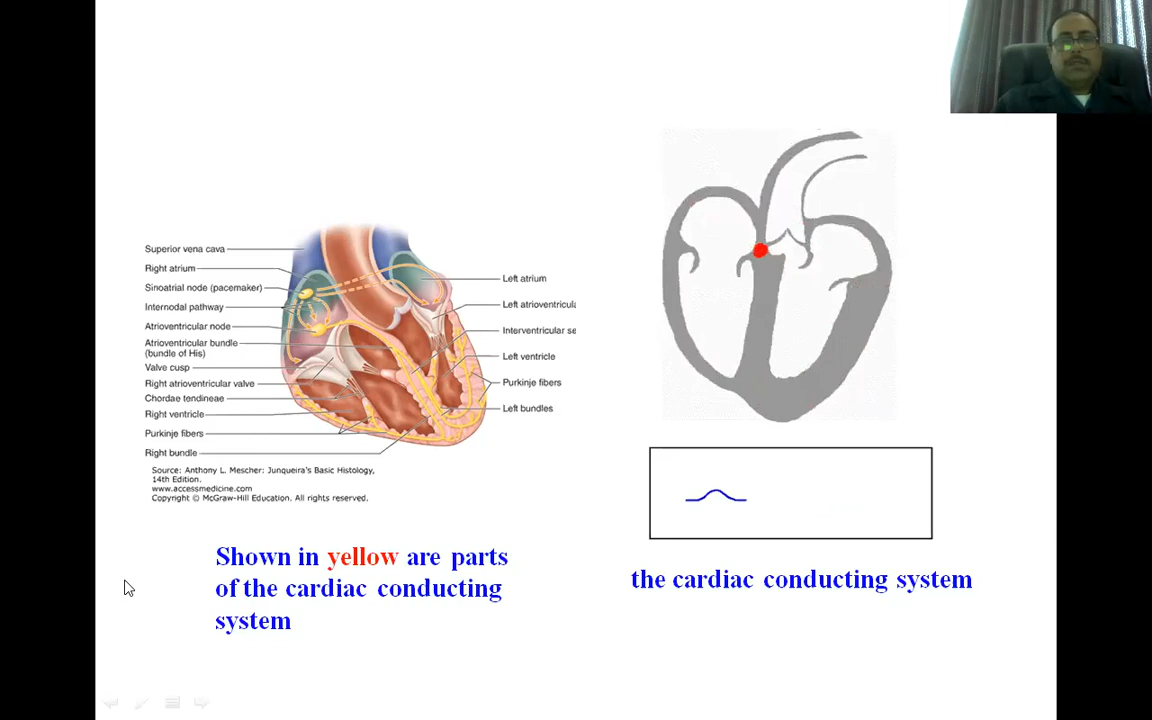 Superior vena cava
Right atrium
Sinoatrial node (pacemaker)
Internodal pathway
Atrioventricular node
Atrioventricular bundle
(bundle of His)
Valve cusp
Right atrioventricular valve
Chordae tendineae
Right ventricle
Purkinje fibers
Right bundle
Left atrium
Left atrioventricula
Interventricular se
Left ventricle
Purkinje fibers
Left bundles
Source: Anthony L. Mescher: Junqueira's Basic Histology,
14th Edition.
www.accessmedicine.com
Copyright © McGraw-Hill Education. All rights reserved.
Shown in yellow are parts
of the cardiac conducting
system
the cardiac conducting system